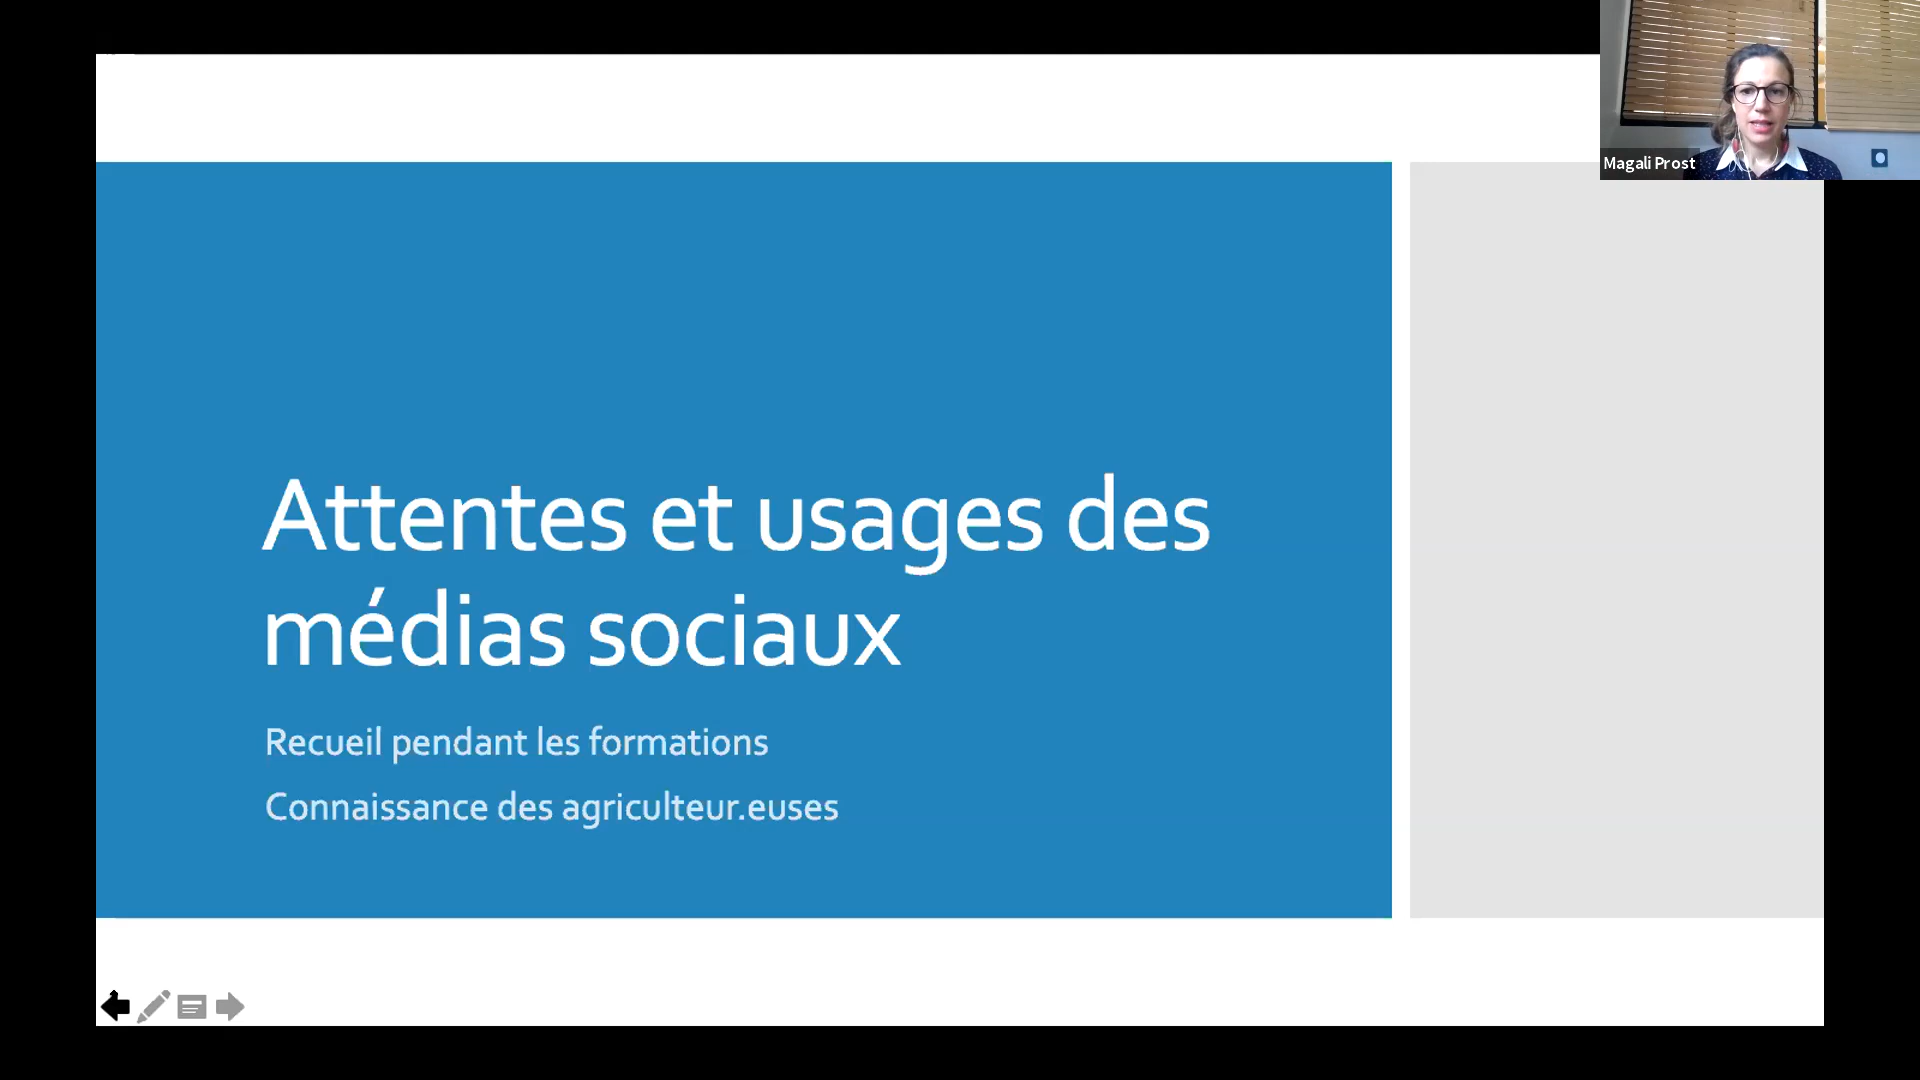 Magali Prost
Attentes et usages des
médias sociaux
Recueil pendant les formations
Connaissance des agriculteur.euses